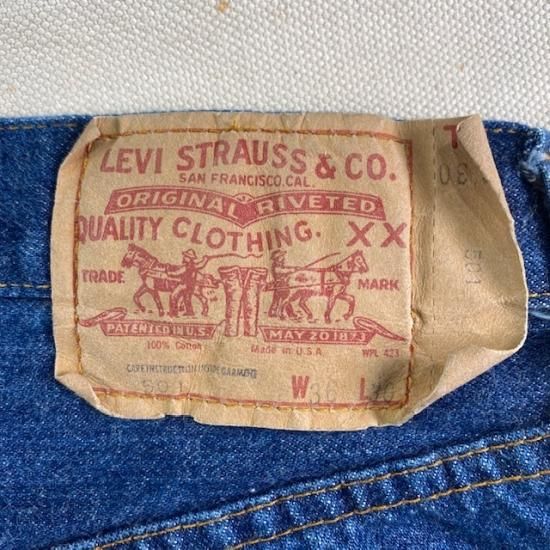 LEVI STRAUSS & CO.
SAN FRANCISCO, CAL.
ORIGINAL RIVETED
QUALITY CLOTHING. XX
TRADE MARK
PATENTED IN U.S. MAY 20 1873
100% Cotton Made in U.S.A WPL 423
CARE INSTRUCTION INSIDE GARMENT
501 W 36 L
501